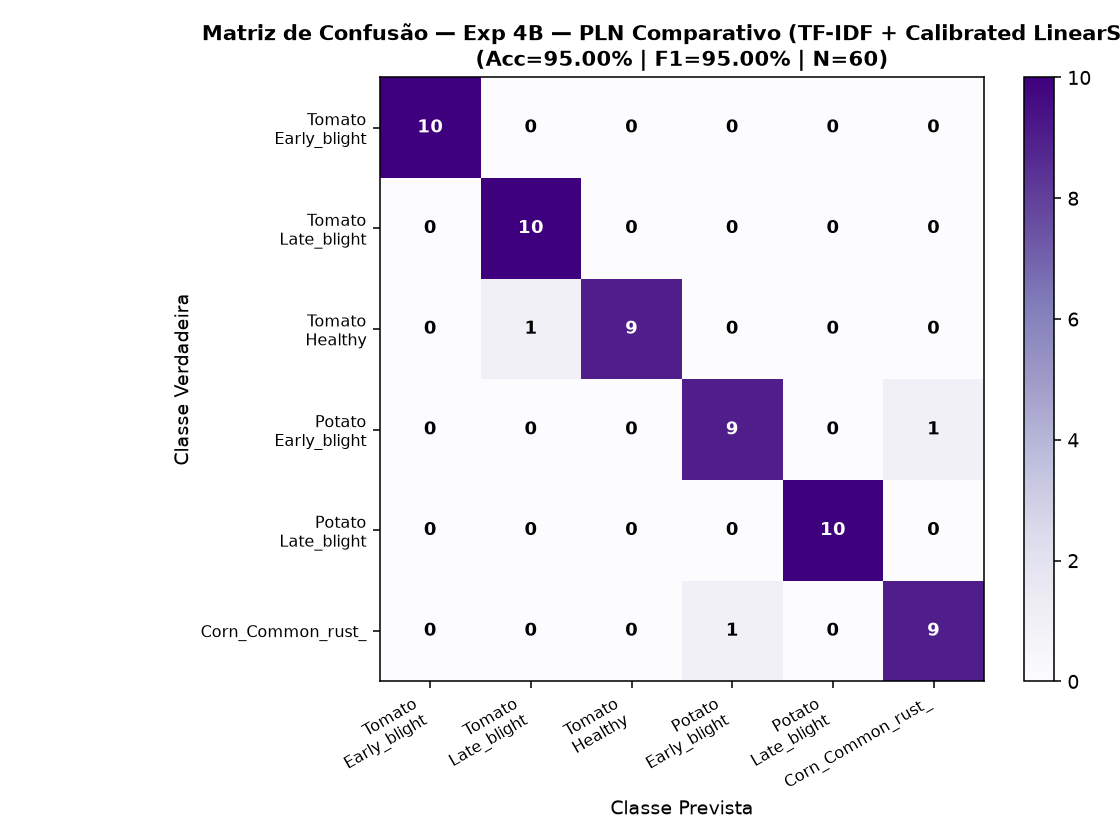 Matriz de Confusão — Exp 4B — PLN Comparativo (TF-IDF + Calibrated LinearS
(Acc=95.00% | F1=95.00% | N=60)
Classe Verdadeira
Tomato
Early_blight
10 0 0 0 0 0
Tomato
Late_blight
0 10 0 0 0 0
Tomato
Healthy
0 1 9 0 0 0
Potato
Early_blight
0 0 0 9 0 1
Potato
Late_blight
0 0 0 0 10 0
Corn_Common_rust_
0 0 0 1 0 9
Tomato
Early_blight
Tomato
Late_blight
Tomato
Healthy
Potato
Early_blight
Potato
Late_blight
Corn_Common_rust_
Classe Prevista
10
8
6
4
2
0